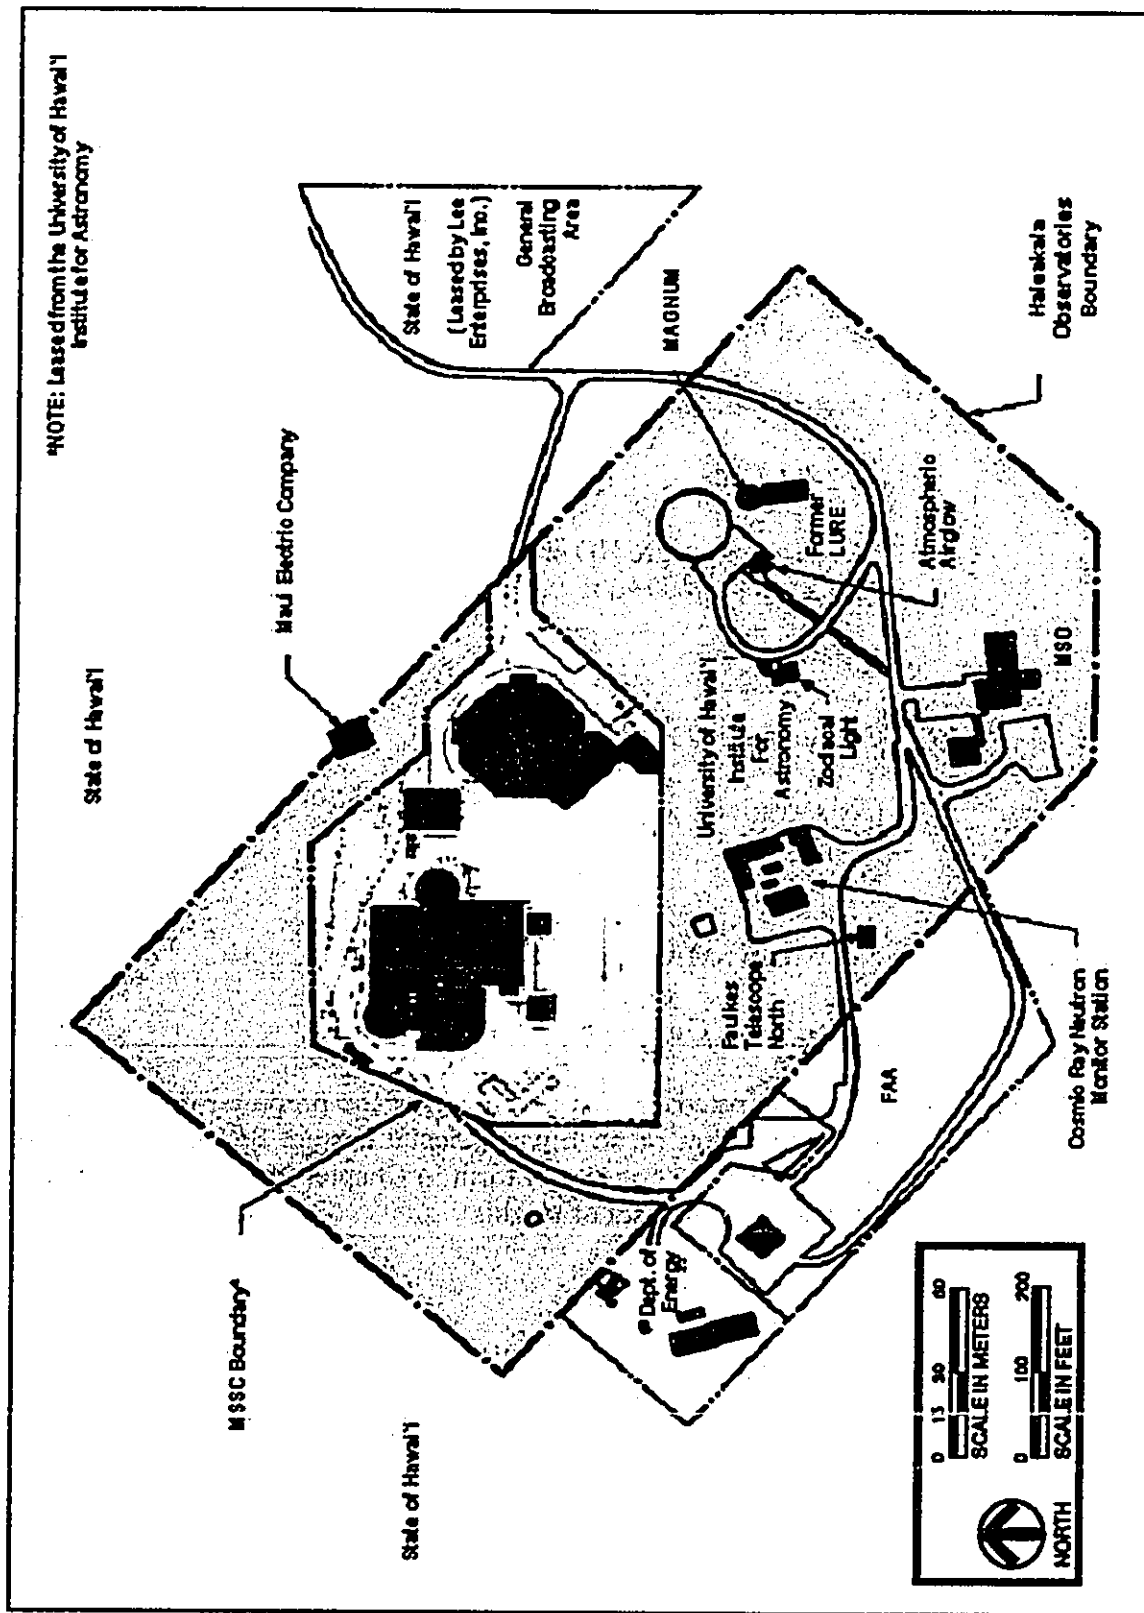 *NOTE: Leased from the University of Hawai'i
Institute for Astronomy
State of Hawai'i
Maui Electric Company
State of Hawai'i
(Leased by Lee
Enterprises, Inc.)
General
Broadcasting
Area
MSSC Boundary*
MAGNUM
State of Hawai'i
Dept. of
Energy
Faulkes
Telescope
North
University of Hawai'i
Institute
For
Astronomy
Zodiacal
Light
Former
LURE
Atmospheric
Airglow
FAA
MSO
Haleakala
Observatories
Boundary
Cosmic Ray Neutron
Monitor Station
0 15 30 60
SCALE IN METERS
0 100 200
SCALE IN FEET
NORTH